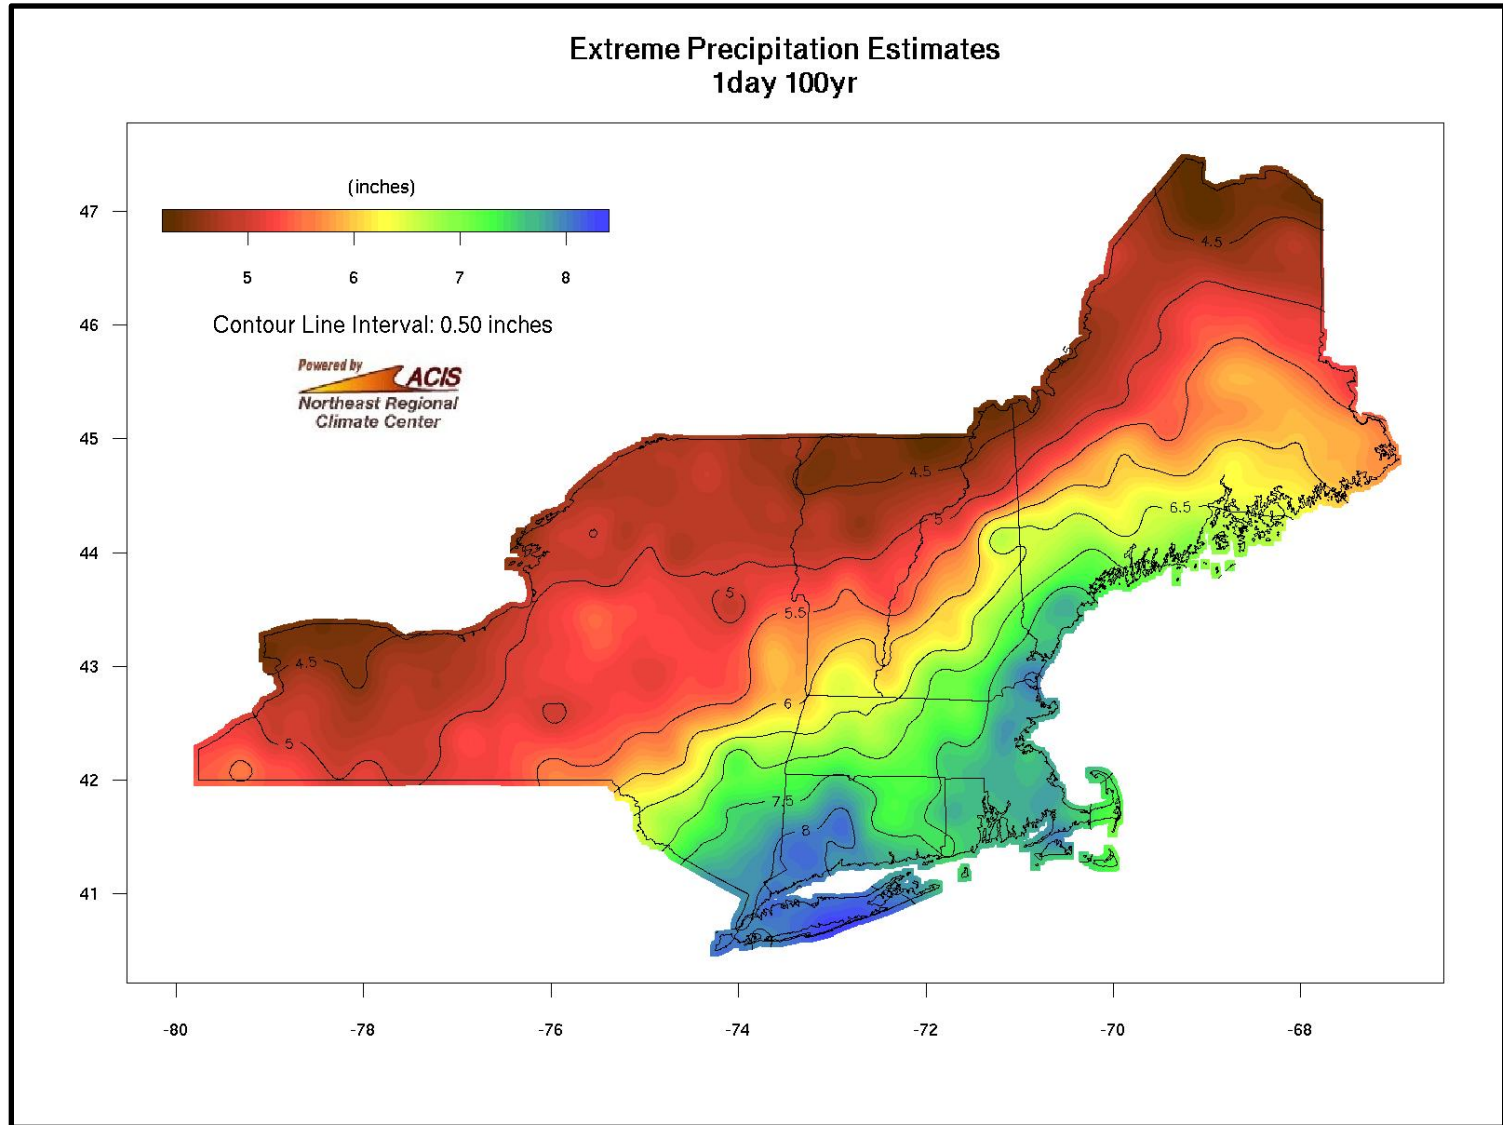 Extreme Precipitation Estimates
1day 100yr
(inches)
5 6 7 8
Contour Line Interval: 0.50 inches
Powered by
ACIS
Northeast Regional
Climate Center
47
46
45
44
43
42
41
-80 -78 -76 -74 -72 -70 -68
4.5
4.5
6.5
5
5
5.5
4.5
6
5
7.5
8